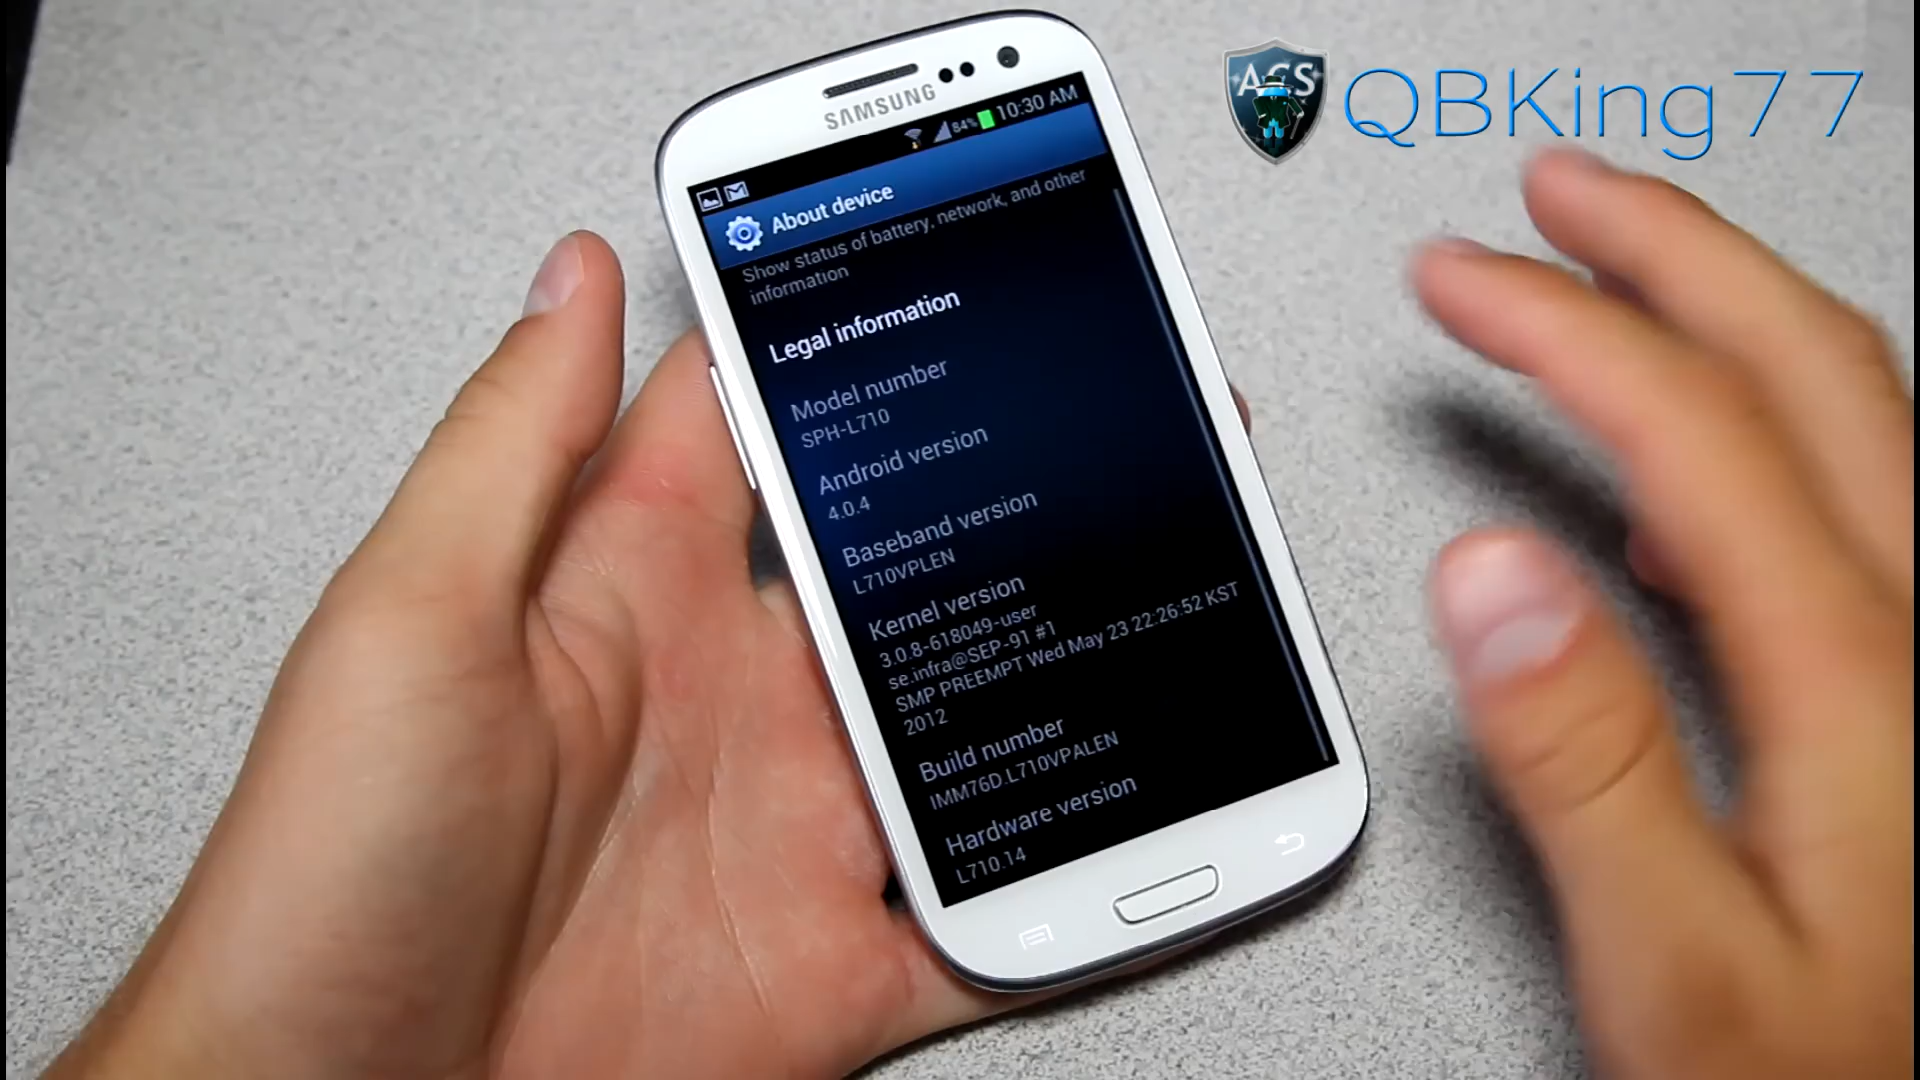 ACS
QBKing77
SAMSUNG
84% 10:30 AM
About device
Show status of battery, network, and other
information
Legal information
Model number
SPH-L710
Android version
4.0.4
Baseband version
L710VPLEN
Kernel version
3.0.8-618049-user
se.infra@SEP-91 #1
SMP PREEMPT Wed May 23 22:26:52 KST
2012
Build number
IMM76D.L710VPALEN
Hardware version
L710.14